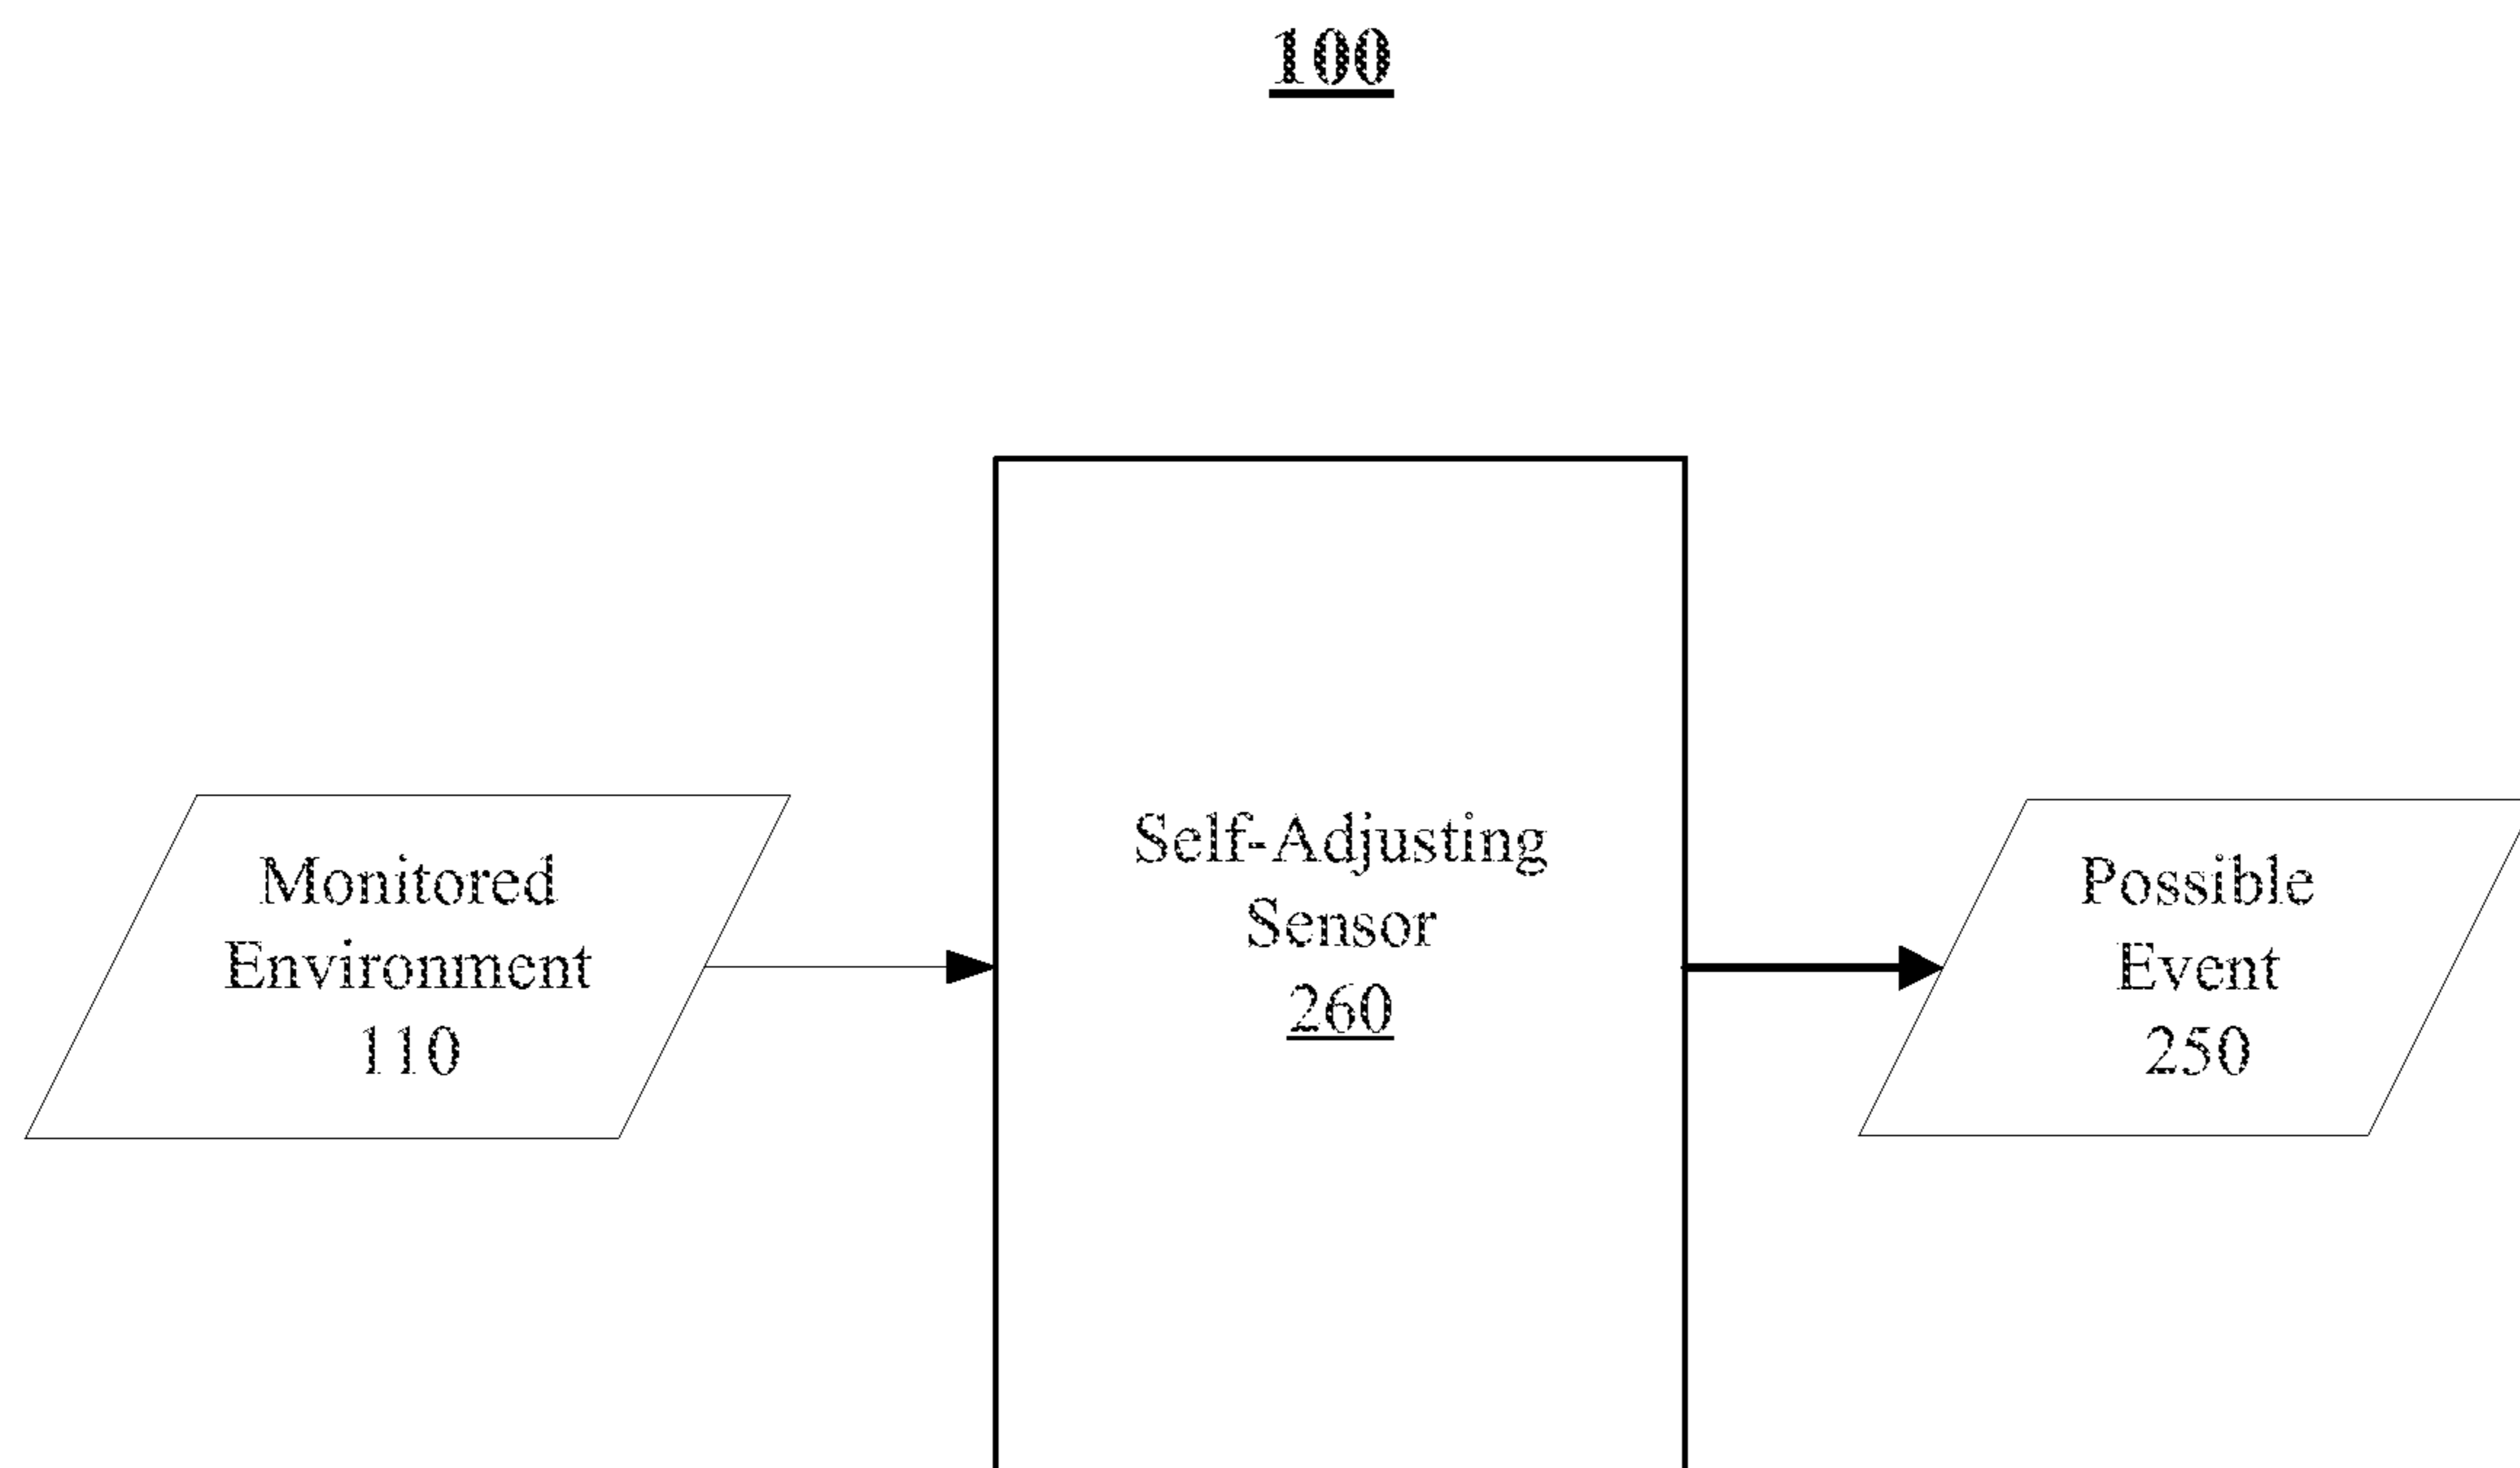 100
Monitored
Environment
110
Self-Adjusting
Sensor
260
Possible
Event
250